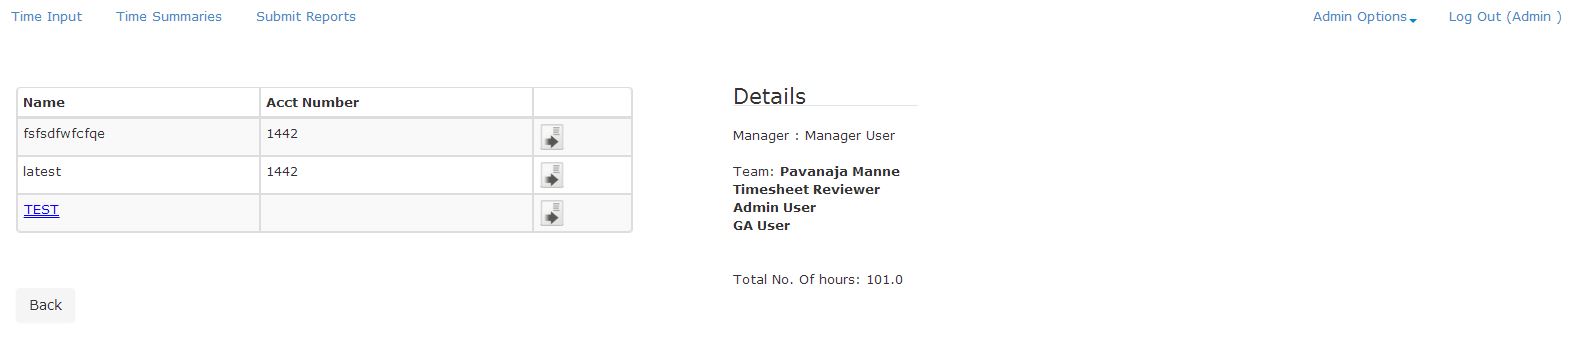 Time Input Time Summaries Submit Reports Admin Options Log Out (Admin )
Name Acct Number
fsfsdfwfcfqe 1442
latest 1442
TEST
Back
Details
Manager : Manager User
Team: Pavanaja Manne
Timesheet Reviewer
Admin User
GA User
Total No. Of hours: 101.0